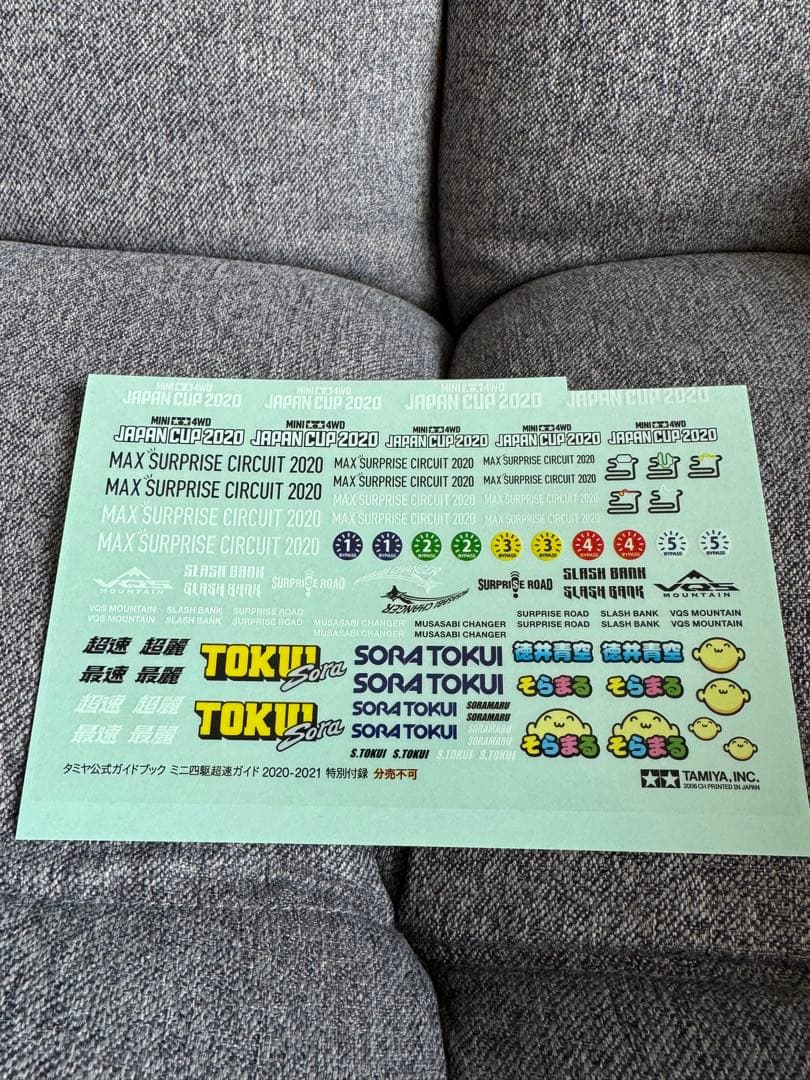 MINI 4WD MINI 4WD MINI 4WD
JAPAN CUP 2020 JAPAN CUP 2020 JAPAN CUP 2020 JAPAN CUP 2020
MINI 4WD MINI 4WD MINI 4WD MINI 4WD MINI 4WD
JAPAN CUP 2020 JAPAN CUP 2020 JAPAN CUP 2020 JAPAN CUP 2020 JAPAN CUP 2020
MAX SURPRISE CIRCUIT 2020 MAX SURPRISE CIRCUIT 2020 MAX SURPRISE CIRCUIT 2020
MAX SURPRISE CIRCUIT 2020 MAX SURPRISE CIRCUIT 2020 MAX SURPRISE CIRCUIT 2020
MAX SURPRISE CIRCUIT 2020 MAX SURPRISE CIRCUIT 2020 MAX SURPRISE CIRCUIT 2020
MAX SURPRISE CIRCUIT 2020 MAX SURPRISE CIRCUIT 2020 MAX SURPRISE CIRCUIT 2020
1 1 2 2 3 3 4 4 5 5
BYPASS BYPASS BYPASS BYPASS BYPASS BYPASS BYPASS BYPASS BYPASS BYPASS
VQS MOUNTAIN SLASH BANK SURPRISE ROAD MUSASABI CHANGER SURPRISE ROAD SLASH BANK VQS MOUNTAIN
SLASH BANK MUSASABI CHANGER SLASH BANK
VQS MOUNTAIN SLASH BANK SURPRISE ROAD SURPRISE ROAD SLASH BANK VQS MOUNTAIN
VQS MOUNTAIN SLASH BANK SURPRISE ROAD MUSASABI CHANGER MUSASABI CHANGER SURPRISE ROAD SLASH BANK VQS MOUNTAIN
MUSASABI CHANGER MUSASABI CHANGER
超速 超麗 TOKUI Sora SORA TOKUI 徳井青空 徳井青空
最速 最麗 SORA TOKUI そらまる そらまる
超速 超麗 TOKUI Sora SORA TOKUI SORAMARU
SORAMARU
最速 最麗 SORA TOKUI SORAMARU そらまる そらまる
SORAMARU
S.TOKUI S.TOKUI S.TOKUI S.TOKUI
タミヤ公式ガイドブック ミニ四駆超速ガイド 2020-2021 特別付録 分売不可
TAMIYA, INC.
2006 CH PRINTED IN JAPAN